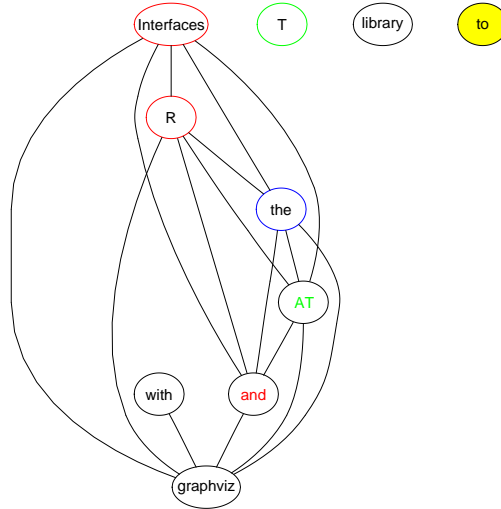 Interfaces
T
library
to
R
the
AT
with
and
graphviz